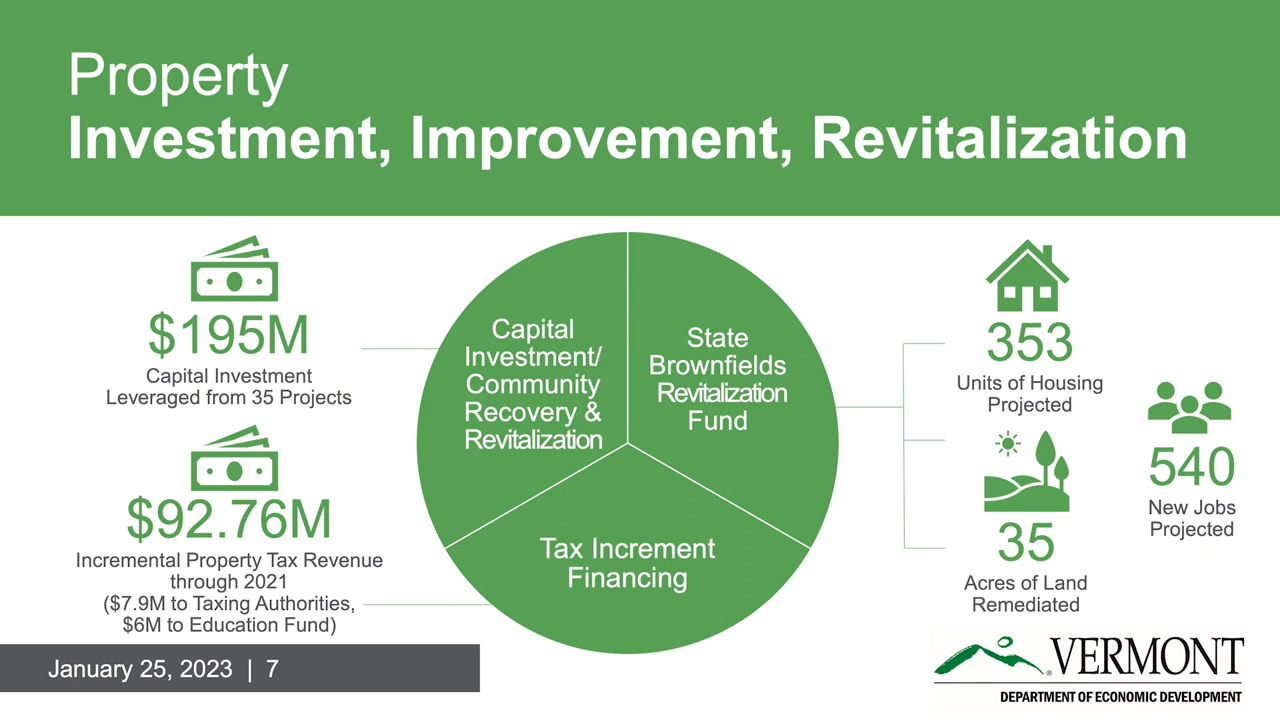 Property
Investment, Improvement, Revitalization
$195M
Capital Investment
Leveraged from 35 Projects
$92.76M
Incremental Property Tax Revenue
through 2021
($7.9M to Taxing Authorities,
$6M to Education Fund)
Capital
Investment/
Community
Recovery &
Revitalization
State
Brownfields
Revitalization
Fund
Tax Increment
Financing
353
Units of Housing
Projected
35
Acres of Land
Remediated
540
New Jobs
Projected
January 25, 2023 | 7
® VERMONT
DEPARTMENT OF ECONOMIC DEVELOPMENT